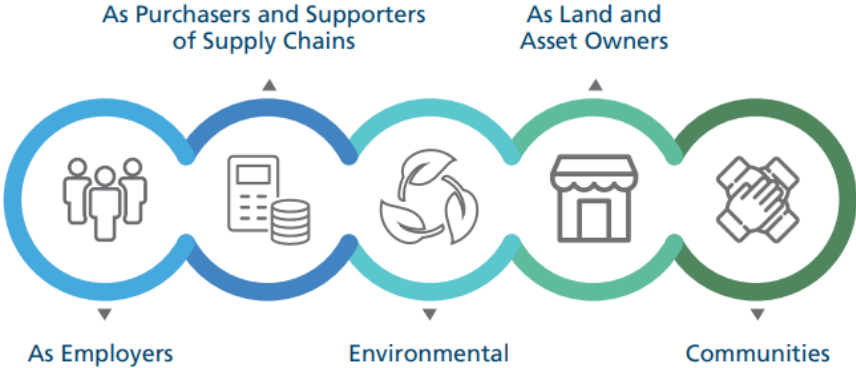 As Purchasers and Supporters
of Supply Chains
As Land and
Asset Owners
As Employers
Environmental
Communities